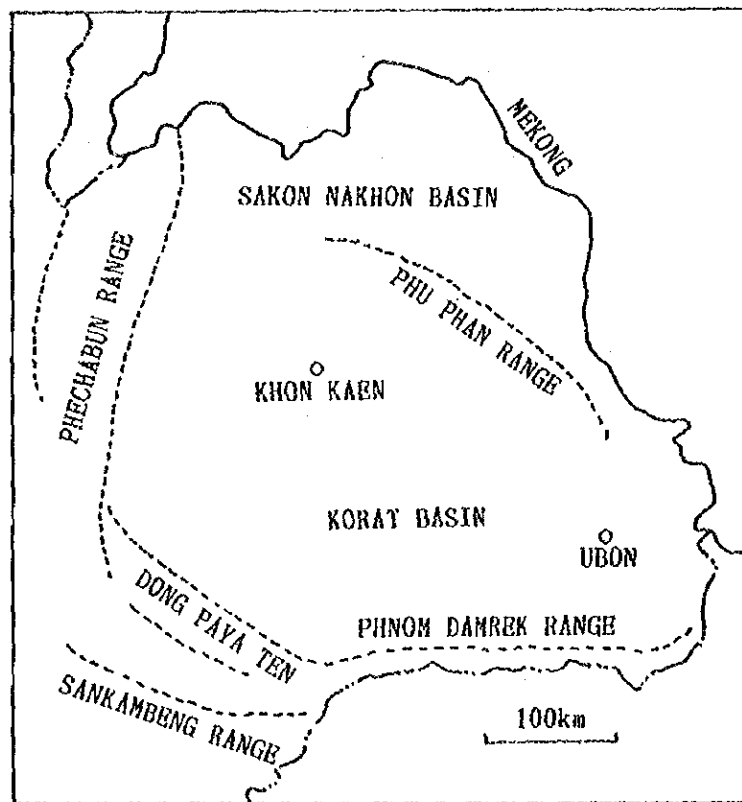 MEKONG
SAKON NAKHON BASIN
PHECHABUN RANGE
PHU PHAN RANGE
KHON KAEN
KORAT BASIN
UBON
DONG PAYA TEN
PHNOM DAMREK RANGE
SANKAMBENG RANGE
100km